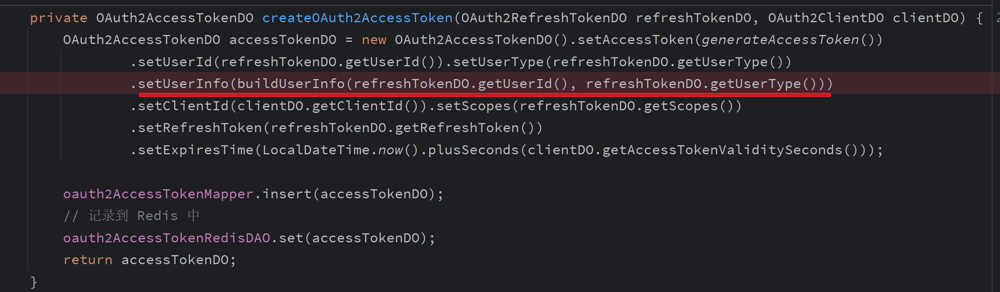 private OAuth2AccessTokenDO createOAuth2AccessToken(OAuth2RefreshTokenDO refreshTokenDO, OAuth2ClientDO clientDO) {
OAuth2AccessTokenDO accessTokenDO = new OAuth2AccessTokenDO().setAccessToken(generateAccessToken())
.setUserId(refreshTokenDO.getUserId()).setUserType(refreshTokenDO.getUserType())
.setUserInfo(buildUserInfo(refreshTokenDO.getUserId(), refreshTokenDO.getUserType()))
.setClientId(clientDO.getClientId()).setScopes(refreshTokenDO.getScopes())
.setRefreshToken(refreshTokenDO.getRefreshToken())
.setExpiresTime(LocalDateTime.now().plusSeconds(clientDO.getAccessTokenValiditySeconds()));
oauth2AccessTokenMapper.insert(accessTokenDO);
// 记录到 Redis 中
oauth2AccessTokenRedisDAO.set(accessTokenDO);
return accessTokenDO;
}